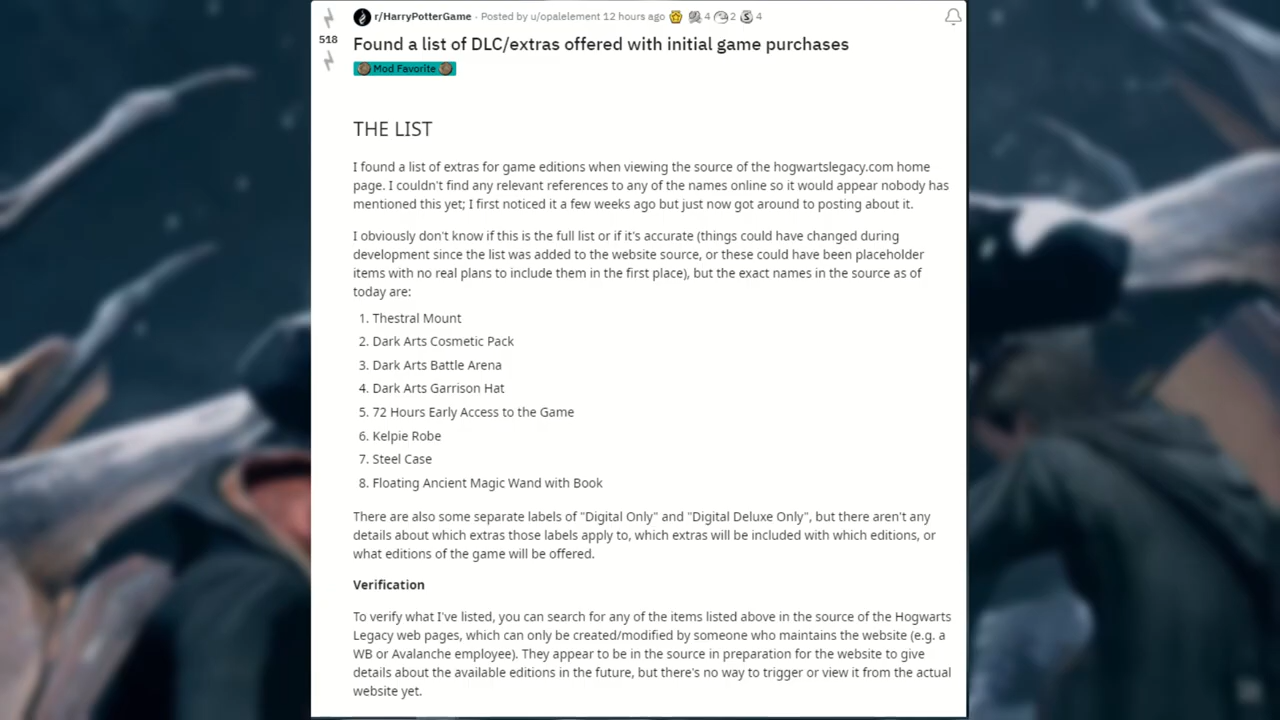 r/HarryPotterGame · Posted by u/opalelement 12 hours ago 4 2 4
518
Found a list of DLC/extras offered with initial game purchases
Mod Favorite
THE LIST
I found a list of extras for game editions when viewing the source of the hogwartslegacy.com home
page. I couldn't find any relevant references to any of the names online so it would appear nobody has
mentioned this yet; I first noticed it a few weeks ago but just now got around to posting about it.
I obviously don't know if this is the full list or if it's accurate (things could have changed during
development since the list was added to the website source, or these could have been placeholder
items with no real plans to include them in the first place), but the exact names in the source as of
today are:
1. Thestral Mount
2. Dark Arts Cosmetic Pack
3. Dark Arts Battle Arena
4. Dark Arts Garrison Hat
5. 72 Hours Early Access to the Game
6. Kelpie Robe
7. Steel Case
8. Floating Ancient Magic Wand with Book
There are also some separate labels of "Digital Only" and "Digital Deluxe Only", but there aren't any
details about which extras those labels apply to, which extras will be included with which editions, or
what editions of the game will be offered.
Verification
To verify what I've listed, you can search for any of the items listed above in the source of the Hogwarts
Legacy web pages, which can only be created/modified by someone who maintains the website (e.g. a
WB or Avalanche employee). They appear to be in the source in preparation for the website to give
details about the available editions in the future, but there's no way to trigger or view it from the actual
website yet.